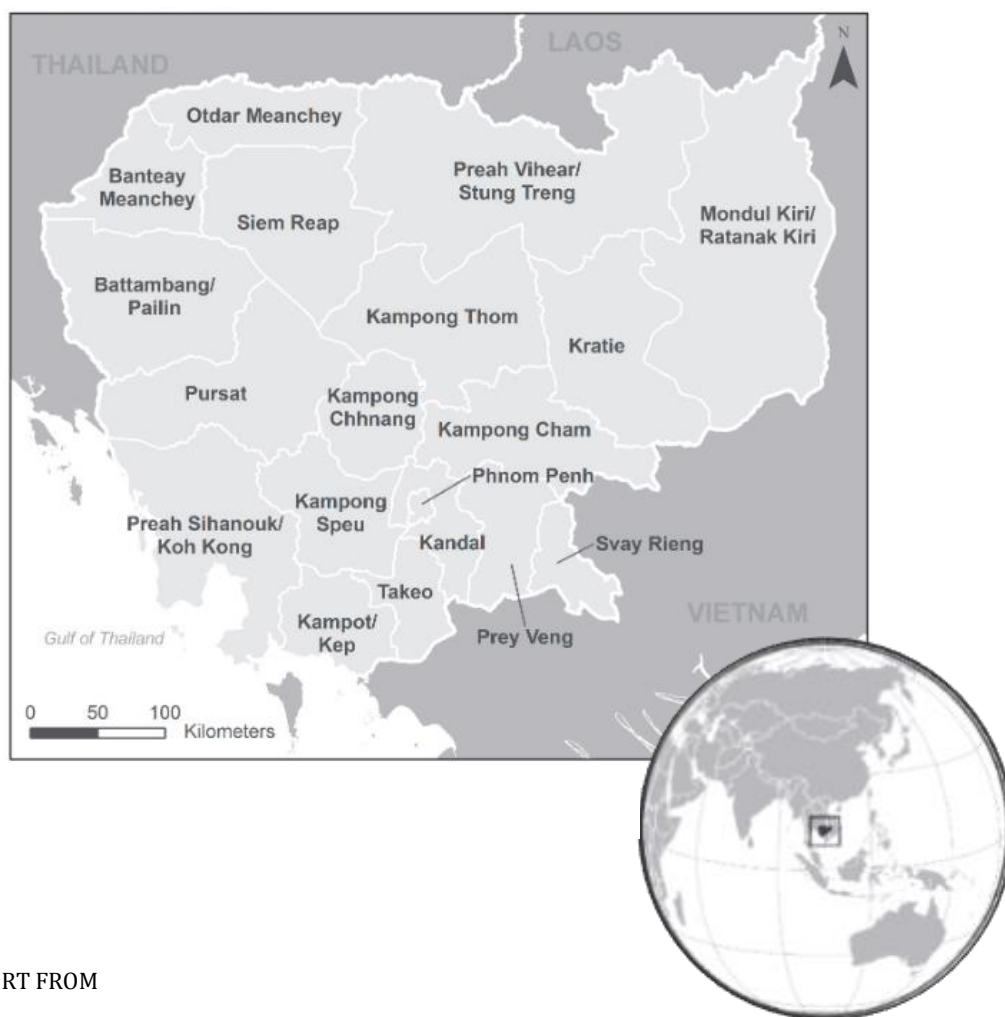 THAILAND
LAOS
N
Otdar Meanchey
Banteay
Meanchey
Siem Reap
Preah Vihear/
Stung Treng
Mondul Kiri/
Ratanak Kiri
Battambang/
Pailin
Kampong Thom
Kratie
Pursat
Kampong
Chhnang
Kampong Cham
Phnom Penh
Preah Sihanouk/
Koh Kong
Kampong
Speu
Kandal
Svay Rieng
Takeo
Kampot/
Kep
Prey Veng
VIETNAM
Gulf of Thailand
0 50 100
Kilometers
RT FROM